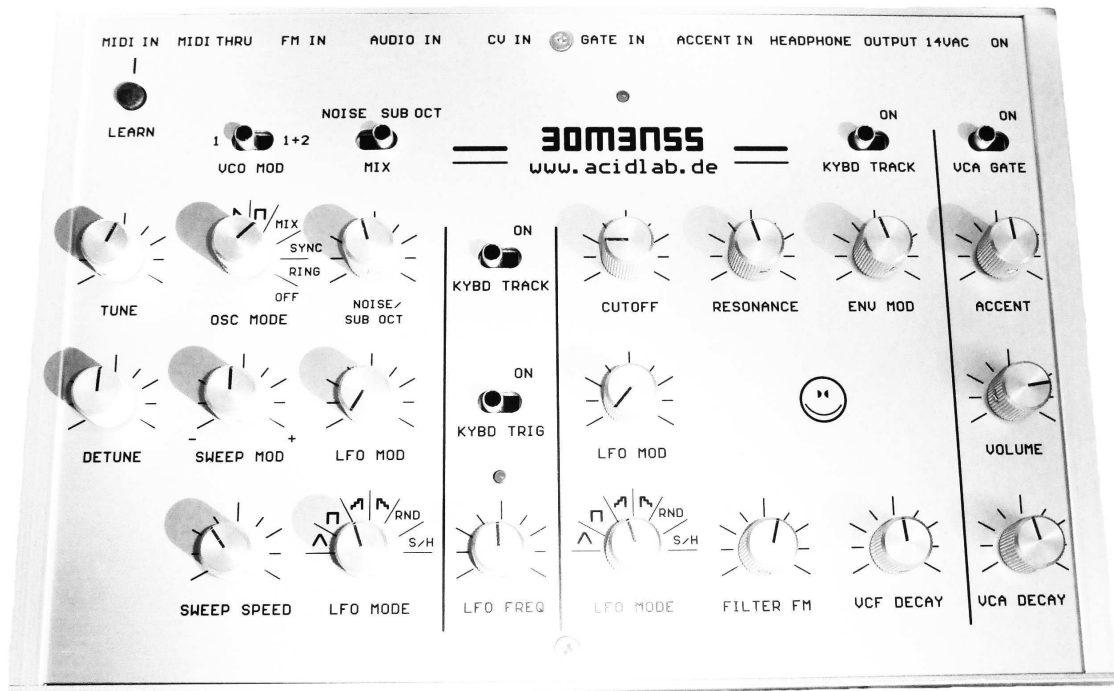 MIDI IN MIDI THRU FM IN AUDIO IN CV IN GATE IN ACCENT IN HEADPHONE OUTPUT 14VAC ON
LEARN
1 1+2
VCO MOD
NOISE SUB OCT
MIX
BOMBASS
www.acidlab.de
ON
KYBD TRACK
ON
VCA GATE
TUNE
MIX
SYNC
RING
OFF
OSC MODE
NOISE/
SUB OCT
ON
KYBD TRACK
CUTOFF
RESONANCE
ENV MOD
ACCENT
DETUNE
- +
SWEEP MOD
LFO MOD
ON
KYBD TRIG
LFO MOD
VOLUME
SWEEP SPEED
RND
S/H
LFO MODE
LFO FREQ
RND
S/H
LFO MODE
FILTER FM
VCF DECAY
VCA DECAY